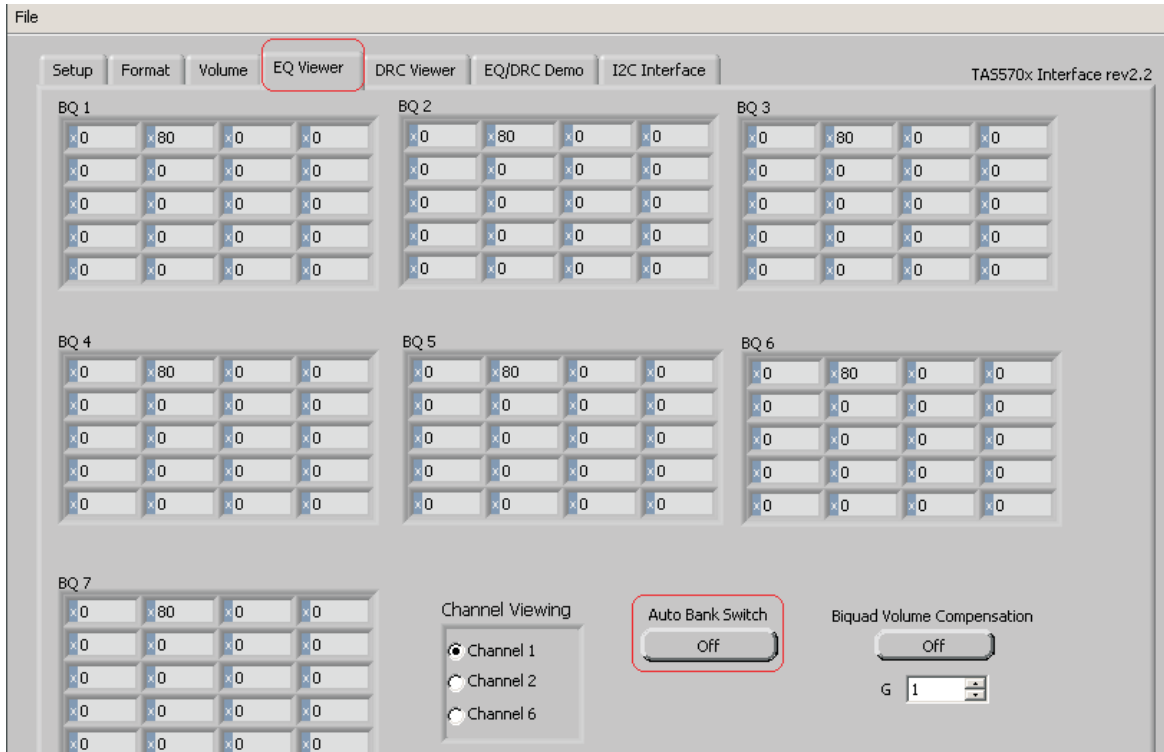 File
Setup Format Volume EQ Viewer DRC Viewer EQ/DRC Demo I2C Interface TAS570x Interface rev2.2
BQ 1 BQ 2 BQ 3
x0 x80 x0 x0 x0 x80 x0 x0 x0 x80 x0 x0
x0 x0 x0 x0 x0 x0 x0 x0 x0 x0 x0 x0
x0 x0 x0 x0 x0 x0 x0 x0 x0 x0 x0 x0
x0 x0 x0 x0 x0 x0 x0 x0 x0 x0 x0 x0
x0 x0 x0 x0 x0 x0 x0 x0 x0 x0 x0 x0
BQ 4 BQ 5 BQ 6
x0 x80 x0 x0 x0 x80 x0 x0 x0 x80 x0 x0
x0 x0 x0 x0 x0 x0 x0 x0 x0 x0 x0 x0
x0 x0 x0 x0 x0 x0 x0 x0 x0 x0 x0 x0
x0 x0 x0 x0 x0 x0 x0 x0 x0 x0 x0 x0
x0 x0 x0 x0 x0 x0 x0 x0 x0 x0 x0 x0
BQ 7
x0 x80 x0 x0
x0 x0 x0 x0
x0 x0 x0 x0
x0 x0 x0 x0
x0 x0 x0 x0
Channel Viewing
Channel 1
Channel 2
Channel 6
Auto Bank Switch
Off
Biquad Volume Compensation
Off
G 1